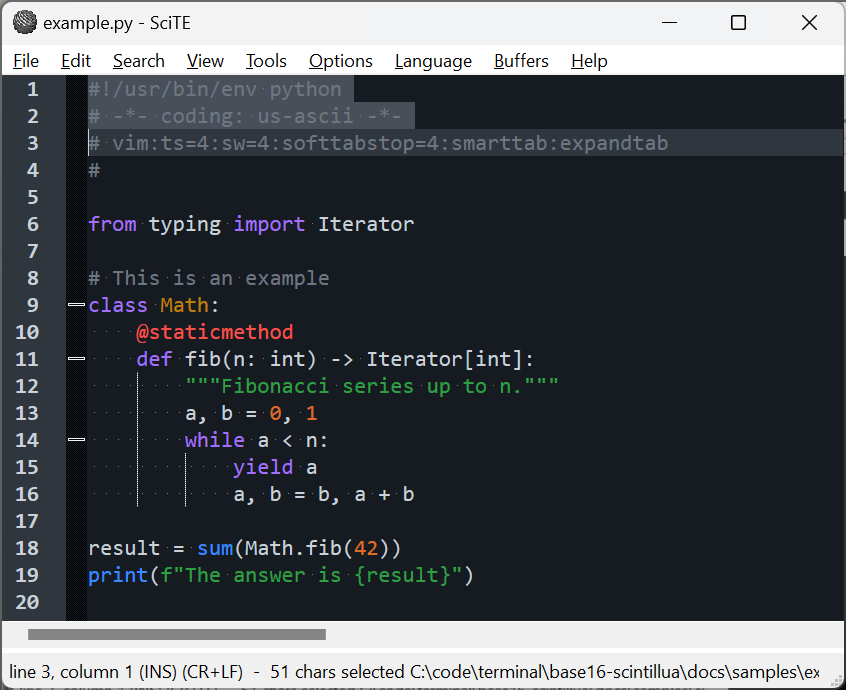 example.py - SciTE
File Edit Search View Tools Options Language Buffers Help
1 #!/usr/bin/env python
2 # -*- coding: us-ascii -*-
3 # vim:ts=4:sw=4:softtabstop=4:smarttab:expandtab
4 #
5
6 from typing import Iterator
7
8 # This is an example
9 class Math:
10     @staticmethod
11     def fib(n: int) -> Iterator[int]:
12         """Fibonacci series up to n."""
13         a, b = 0, 1
14         while a < n:
15             yield a
16             a, b = b, a + b
17
18 result = sum(Math.fib(42))
19 print(f"The answer is {result}")
20
line 3, column 1 (INS) (CR+LF) - 51 chars selected C:\code\terminal\base16-scintillua\docs\samples\ex